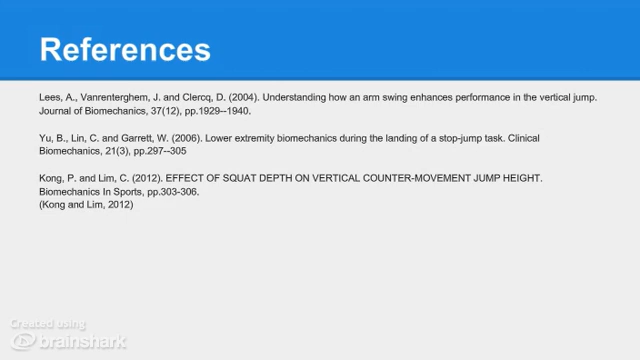 References
Lees, A., Vanrenterghem, J. and Clercq, D. (2004). Understanding how an arm swing enhances performance in the vertical jump.
Journal of Biomechanics, 37(12), pp.1929--1940.
Yu, B., Lin, C. and Garrett, W. (2006). Lower extremity biomechanics during the landing of a stop-jump task. Clinical
Biomechanics, 21(3), pp.297--305
Kong, P. and Lim, C. (2012). EFFECT OF SQUAT DEPTH ON VERTICAL COUNTER-MOVEMENT JUMP HEIGHT.
Biomechanics In Sports, pp.303-306.
(Kong and Lim, 2012)
Created using
brainshark